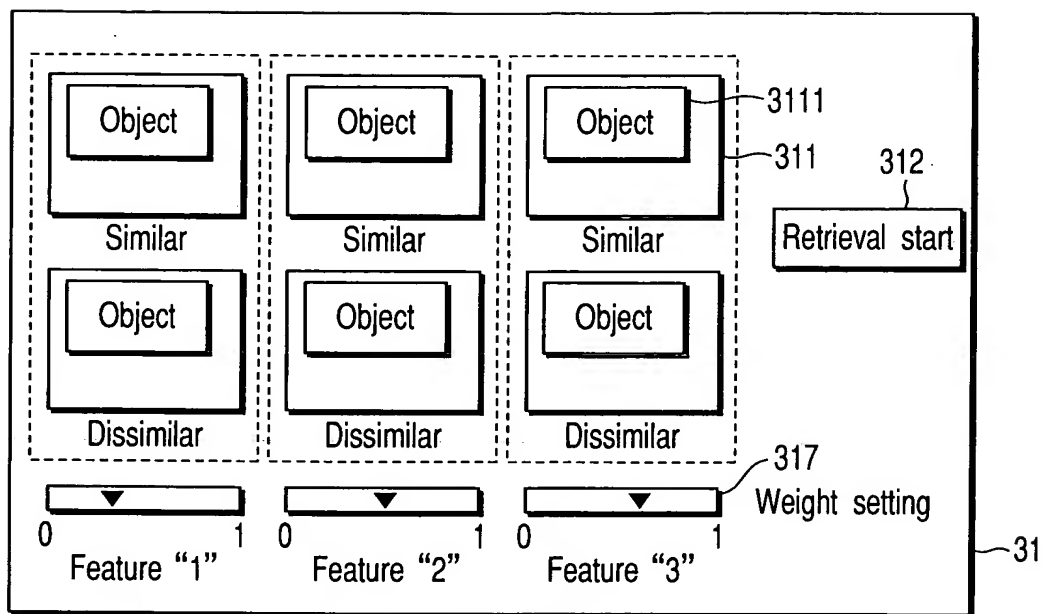 Object Object Object 3111
311
312
Similar Similar Similar Retrieval start
Object Object Object
Dissimilar Dissimilar Dissimilar
317
Weight setting
0 1 0 1 0 1
Feature “1” Feature “2” Feature “3”
31